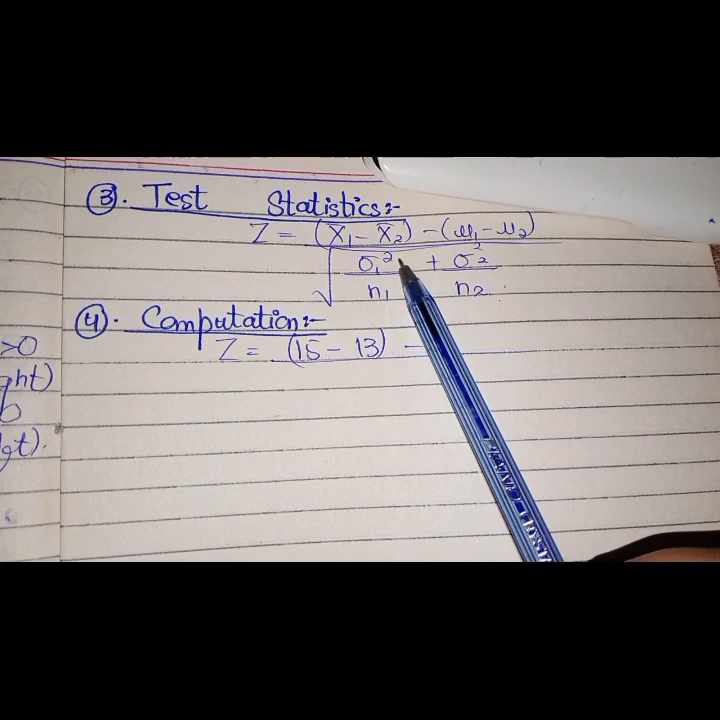 ③. Test Statistics:-
Z = (X̄₁ - X̄₂) - (μ₁ - μ₂)
√ σ₁² + σ₂²
n₁ n₂
④. Computation:-
Z = (15 - 13) -
>0
ght)
gt).